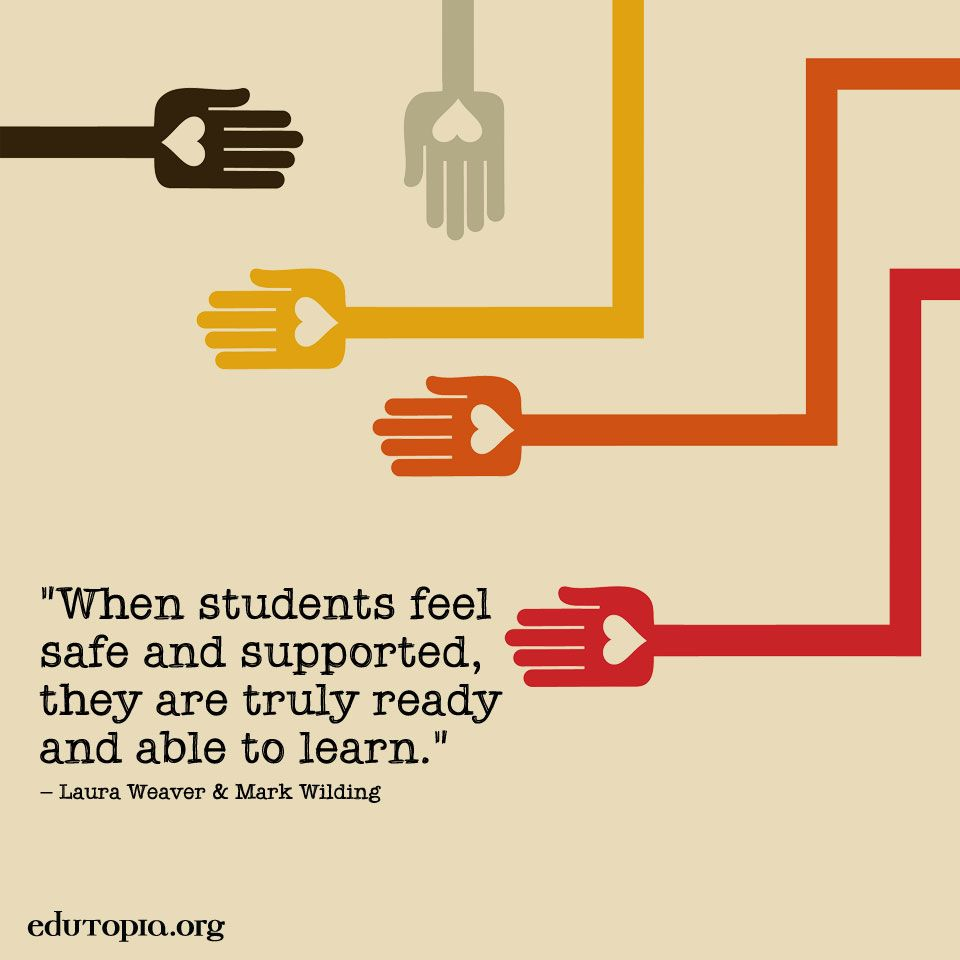 "When students feel
safe and supported,
they are truly ready
and able to learn."
– Laura Weaver & Mark Wilding
edutopia.org